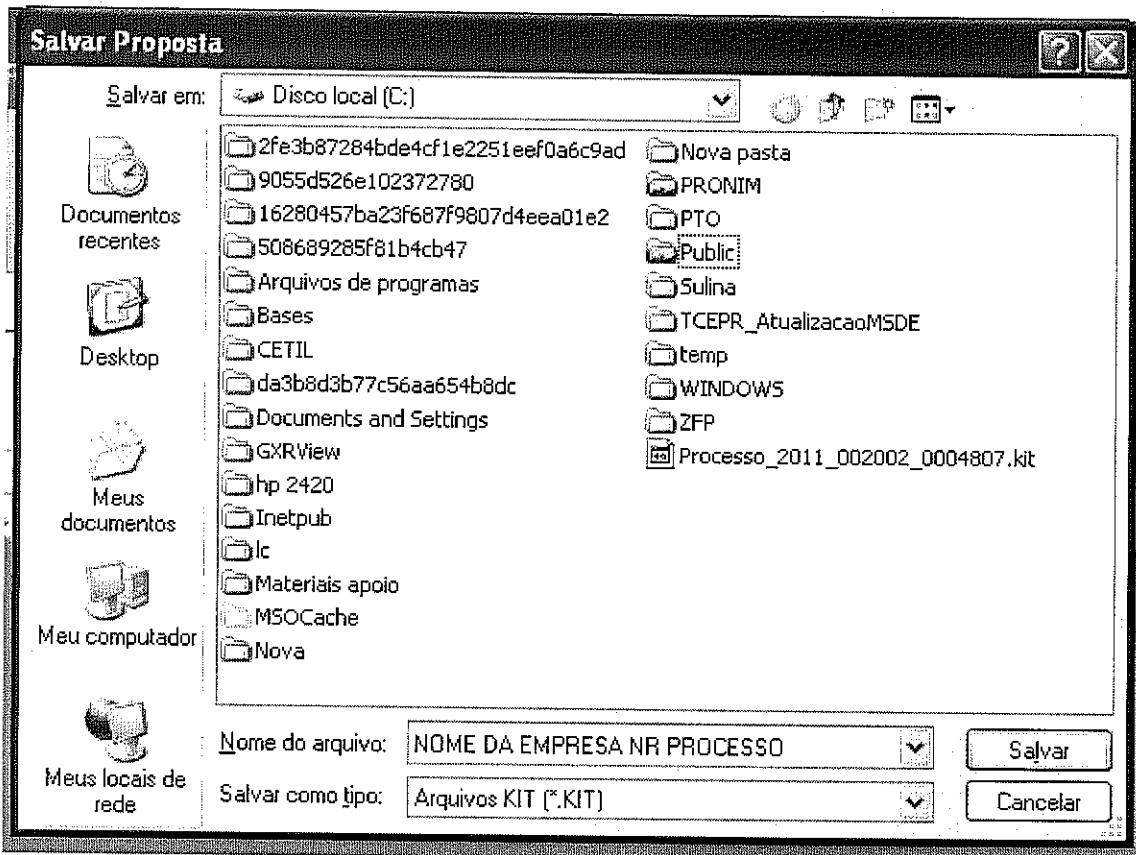 Salvar Proposta
Salvar em: Disco local (C:)
Documentos
recentes
Desktop
Meus
documentos
Meu computador
Meus locais de
rede
2fe3b87284bde4cf1e2251eef0a6c9ad
9055d526e102372780
16280457ba23f687f9807d4eea01e2
508689285f81b4cb47
Arquivos de programas
Bases
CETIL
da3b8d3b77c56aa654b8dc
Documents and Settings
GXRView
hp 2420
Inetpub
lc
Materiais apoio
MSOCache
Nova
Nova pasta
PRONIM
PTO
Public
Sulina
TCEPR_AtualizacaoMSDE
temp
WINDOWS
ZFP
Processo_2011_002002_0004807.kit
Nome do arquivo: NOME DA EMPRESA NR PROCESSO
Salvar
Salvar como tipo: Arquivos KIT (*.KIT)
Cancelar